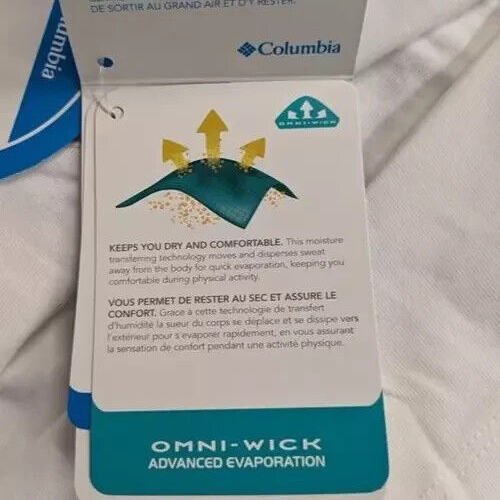 DE SORTIR AU GRAND AIR ET D'Y RESTER.
Columbia
umbia
OMNI-WICK
KEEPS YOU DRY AND COMFORTABLE. This moisture
transferring technology moves and disperses sweat
away from the body for quick evaporation, keeping you
comfortable during physical activity.
VOUS PERMET DE RESTER AU SEC ET ASSURE LE
CONFORT. Grace à cette technologie de transfert
d'humidité la sueur du corps se déplace et se dissipe vers
l'extérieur pour s'evaporer rapidement, en vous assurant
la sensation de confort pendant une activité physique.
OMNI-WICK
ADVANCED EVAPORATION